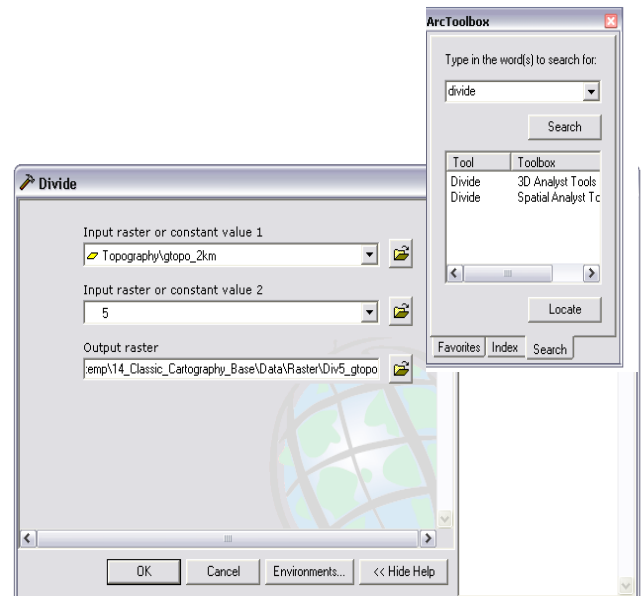 ArcToolbox
Type in the word(s) to search for:
divide
Search
Tool Toolbox
Divide 3D Analyst Tools
Divide Spatial Analyst Tc
Locate
Favorites Index Search
Divide
Input raster or constant value 1
Topography\gtopo_2km
Input raster or constant value 2
5
Output raster
:emp\14_Classic_Cartography_Base\Data\Raster\Div5_gtopo
OK Cancel Environments... << Hide Help